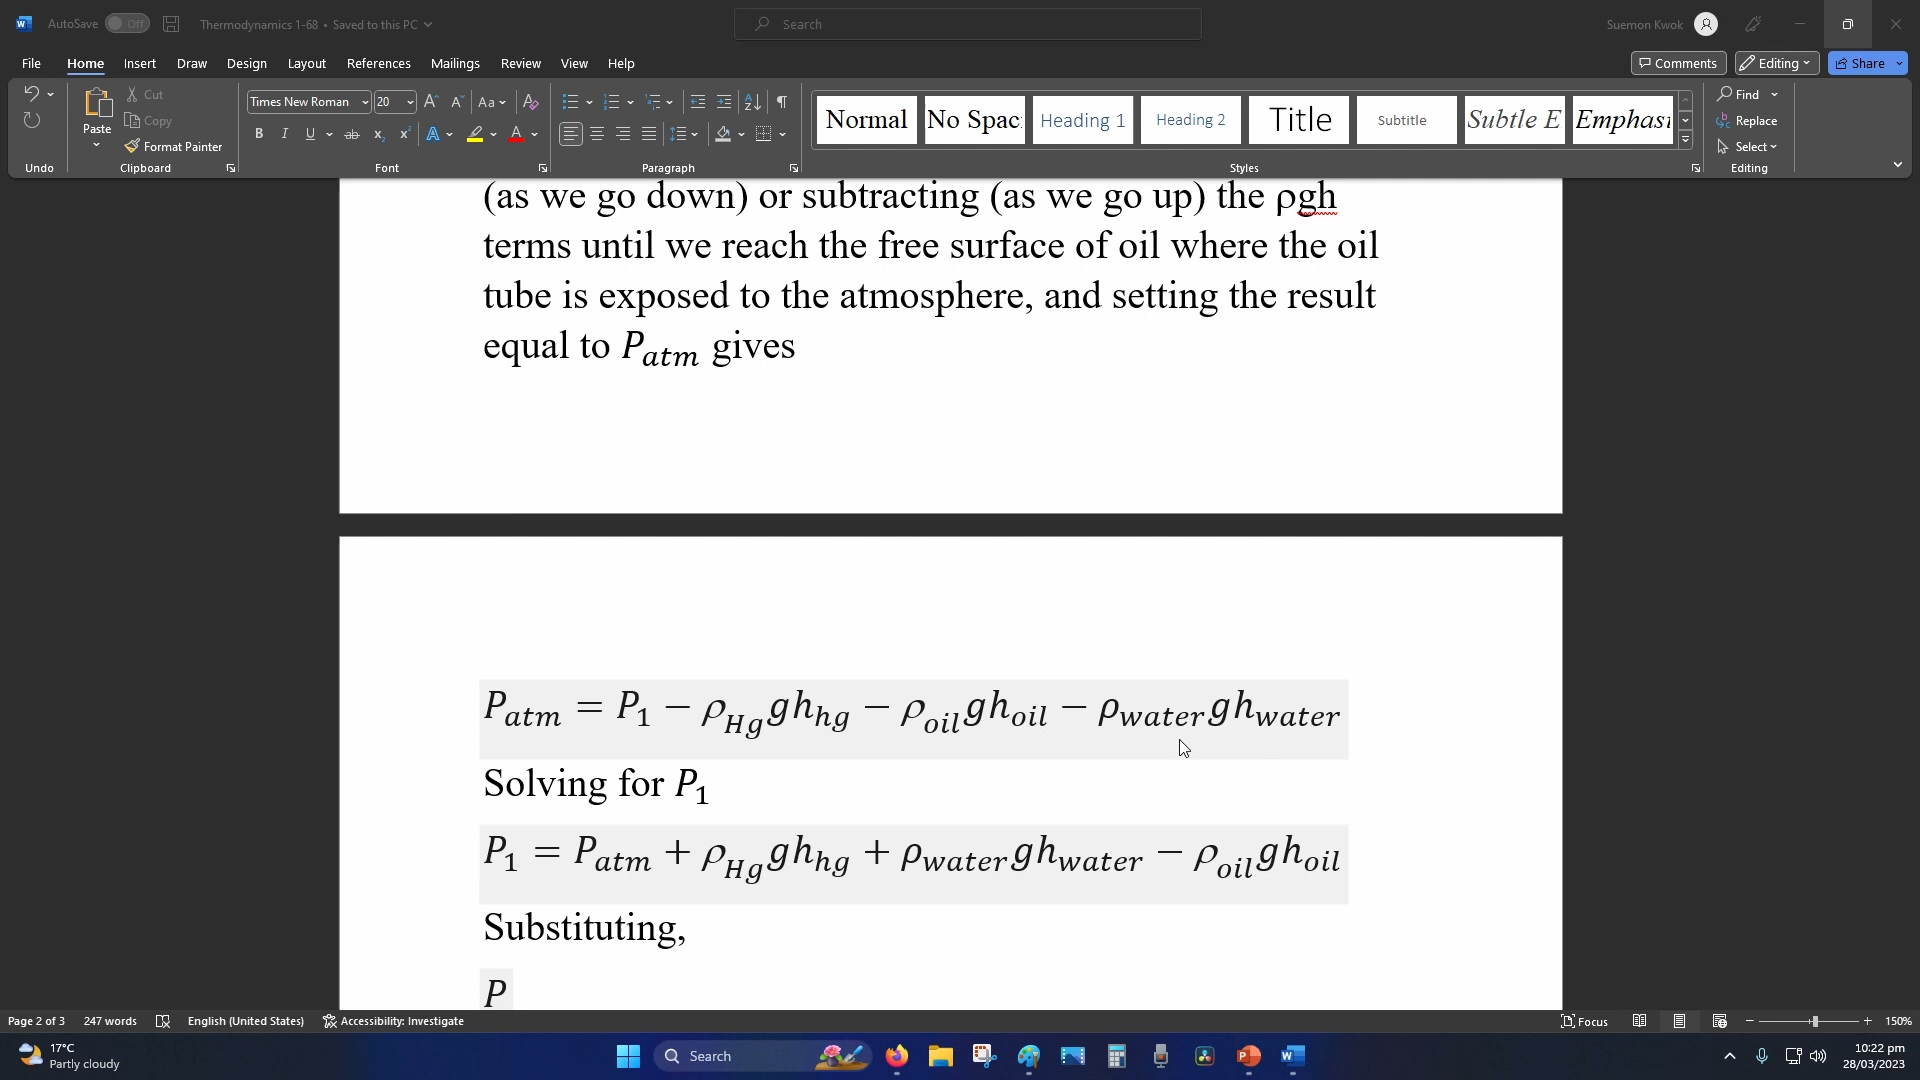 AutoSave Off Thermodynamics 1-68 • Saved to this PC Search Suemon Kwok
File Home Insert Draw Design Layout References Mailings Review View Help Comments Editing Share
Cut
Copy
Paste
Format Painter
Times New Roman 20
Normal No Spac Heading 1 Heading 2 Title Subtitle Subtle E Emphasi
Find
Replace
Select
Undo Clipboard Font Paragraph Styles Editing
(as we go down) or subtracting (as we go up) the ρgh
terms until we reach the free surface of oil where the oil
tube is exposed to the atmosphere, and setting the result
equal to P_atm gives
P_atm = P_1 − ρ_Hg gh_hg − ρ_oil gh_oil − ρ_water gh_water
Solving for P_1
P_1 = P_atm + ρ_Hg gh_hg + ρ_water gh_water − ρ_oil gh_oil
Substituting,
P
Page 2 of 3 247 words English (United States) Accessibility: Investigate Focus 150%
17°C
Partly cloudy
Search
10:22 pm
28/03/2023